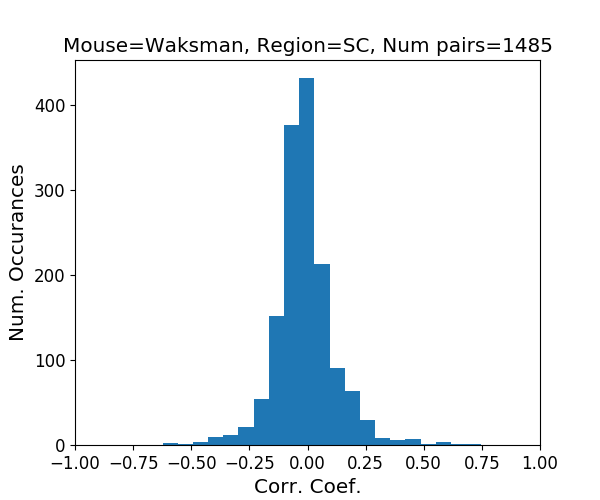 Mouse=Waksman, Region=SC, Num pairs=1485
Num. Occurances
400
300
200
100
0
−1.00 −0.75 −0.50 −0.25 0.00 0.25 0.50 0.75 1.00
Corr. Coef.